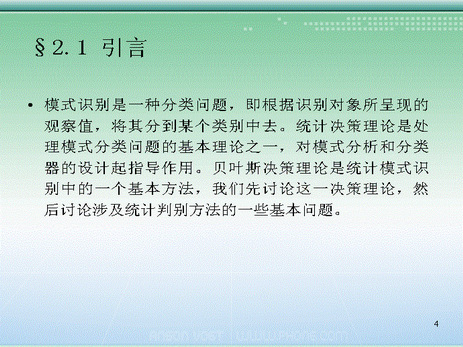 §2.1 引言
• 模式识别是一种分类问题，即根据识别对象所呈现的
观察值，将其分到某个类别中去。统计决策理论是处
理模式分类问题的基本理论之一，对模式分析和分类
器的设计起指导作用。贝叶斯决策理论是统计模式识
别中的一个基本方法，我们先讨论这一决策理论，然
后讨论涉及统计判别方法的一些基本问题。
4